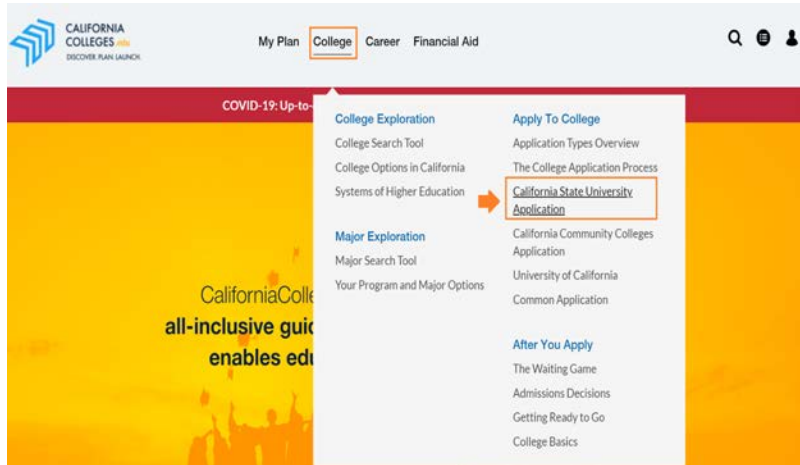 CALIFORNIA
COLLEGES .edu
DISCOVER. PLAN. LAUNCH.
My Plan College Career Financial Aid
COVID-19: Up-to-
College Exploration
College Search Tool
College Options in California
Systems of Higher Education
Major Exploration
Major Search Tool
Your Program and Major Options
Apply To College
Application Types Overview
The College Application Process
California State University
Application
California Community Colleges
Application
University of California
Common Application
After You Apply
The Waiting Game
Admissions Decisions
Getting Ready to Go
College Basics
CaliforniaColle
all-inclusive guid
enables edu